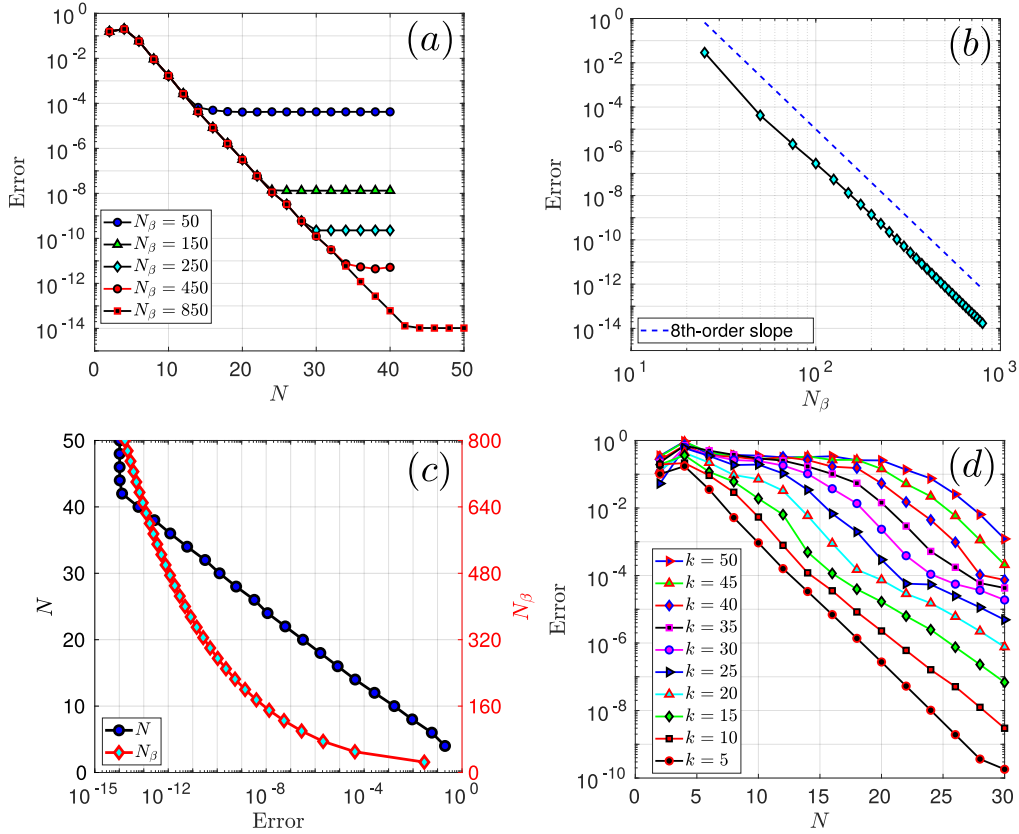 (a)
Error
10^0
10^-2
10^-4
10^-6
10^-8
10^-10
10^-12
10^-14
N_β = 50
N_β = 150
N_β = 250
N_β = 450
N_β = 850
0 10 20 30 40 50
N
(b)
Error
10^0
10^-2
10^-4
10^-6
10^-8
10^-10
10^-12
10^-14
8th-order slope
10^1 10^2 10^3
N_β
(c)
N
50
40
30
20
10
0
N_β
800
640
480
320
160
0
N
N_β
10^-15 10^-12 10^-8 10^-4 10^0
Error
(d)
Error
10^0
10^-2
10^-4
10^-6
10^-8
10^-10
k = 50
k = 45
k = 40
k = 35
k = 30
k = 25
k = 20
k = 15
k = 10
k = 5
0 5 10 15 20 25 30
N